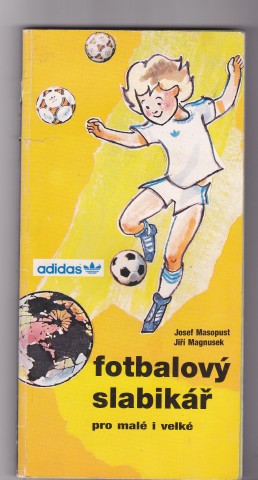 adidas
Josef Masopust
Jiří Magnusek
fotbalový
slabikář
pro malé i velké